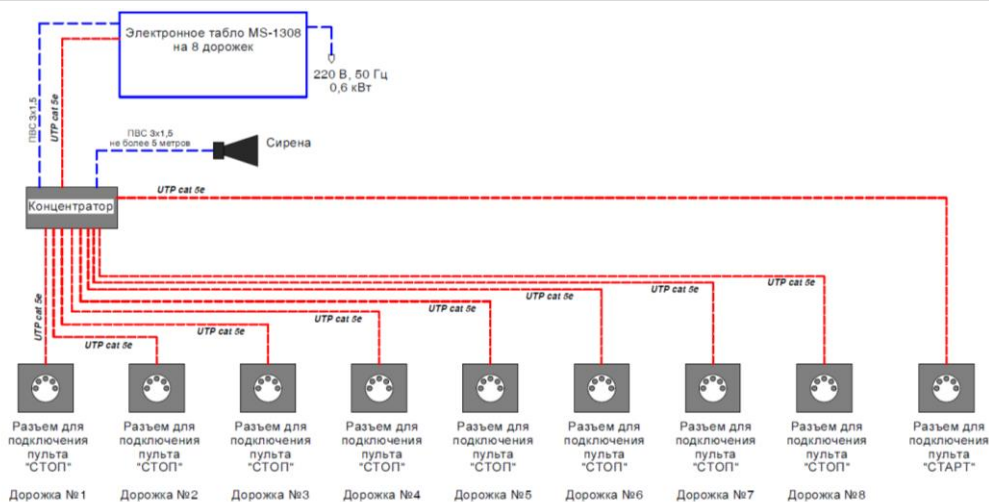 Электронное табло MS-1308
на 8 дорожек
220 В, 50 Гц
0,6 кВт
ПВС 3х1,5
UTP cat 5e
ПВС 3х1,5
не более 5 метров
Сирена
Концентратор
UTP cat 5e
UTP cat 5e
UTP cat 5e
UTP cat 5e
UTP cat 5e
UTP cat 5e
UTP cat 5e
UTP cat 5e
UTP cat 5e
Разъем для
подключения
пульта
"СТОП"
Дорожка №1
Разъем для
подключения
пульта
"СТОП"
Дорожка №2
Разъем для
подключения
пульта
"СТОП"
Дорожка №3
Разъем для
подключения
пульта
"СТОП"
Дорожка №4
Разъем для
подключения
пульта
"СТОП"
Дорожка №5
Разъем для
подключения
пульта
"СТОП"
Дорожка №6
Разъем для
подключения
пульта
"СТОП"
Дорожка №7
Разъем для
подключения
пульта
"СТОП"
Дорожка №8
Разъем для
подключения
пульта
"СТАРТ"